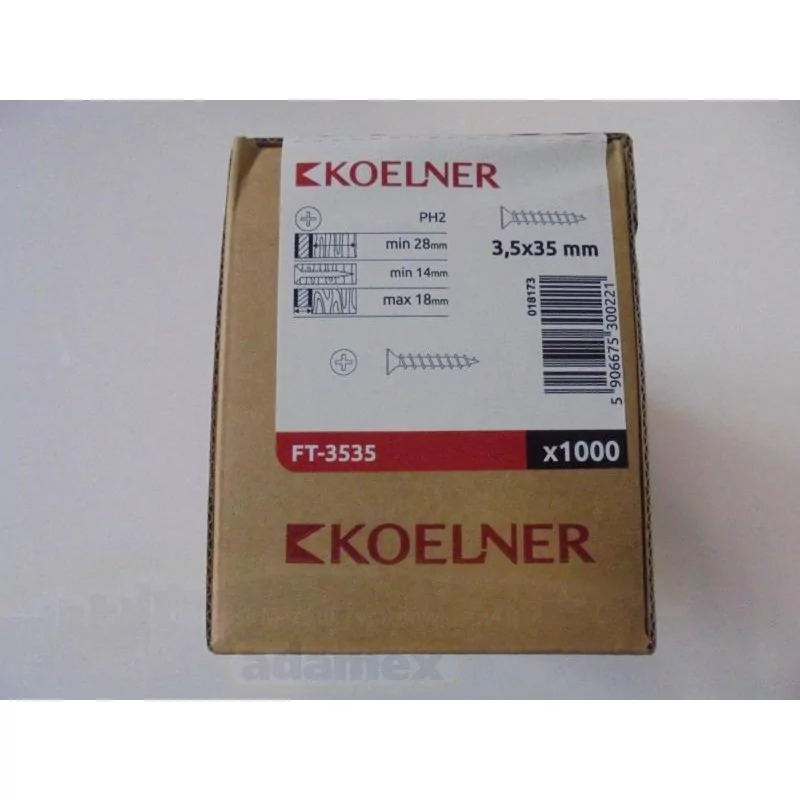 KOELNER
PH2
min 28mm
min 14mm
max 18mm
3,5x35 mm
018173
5 906675 300221
FT-3535
x1000
KOELNER
adamex